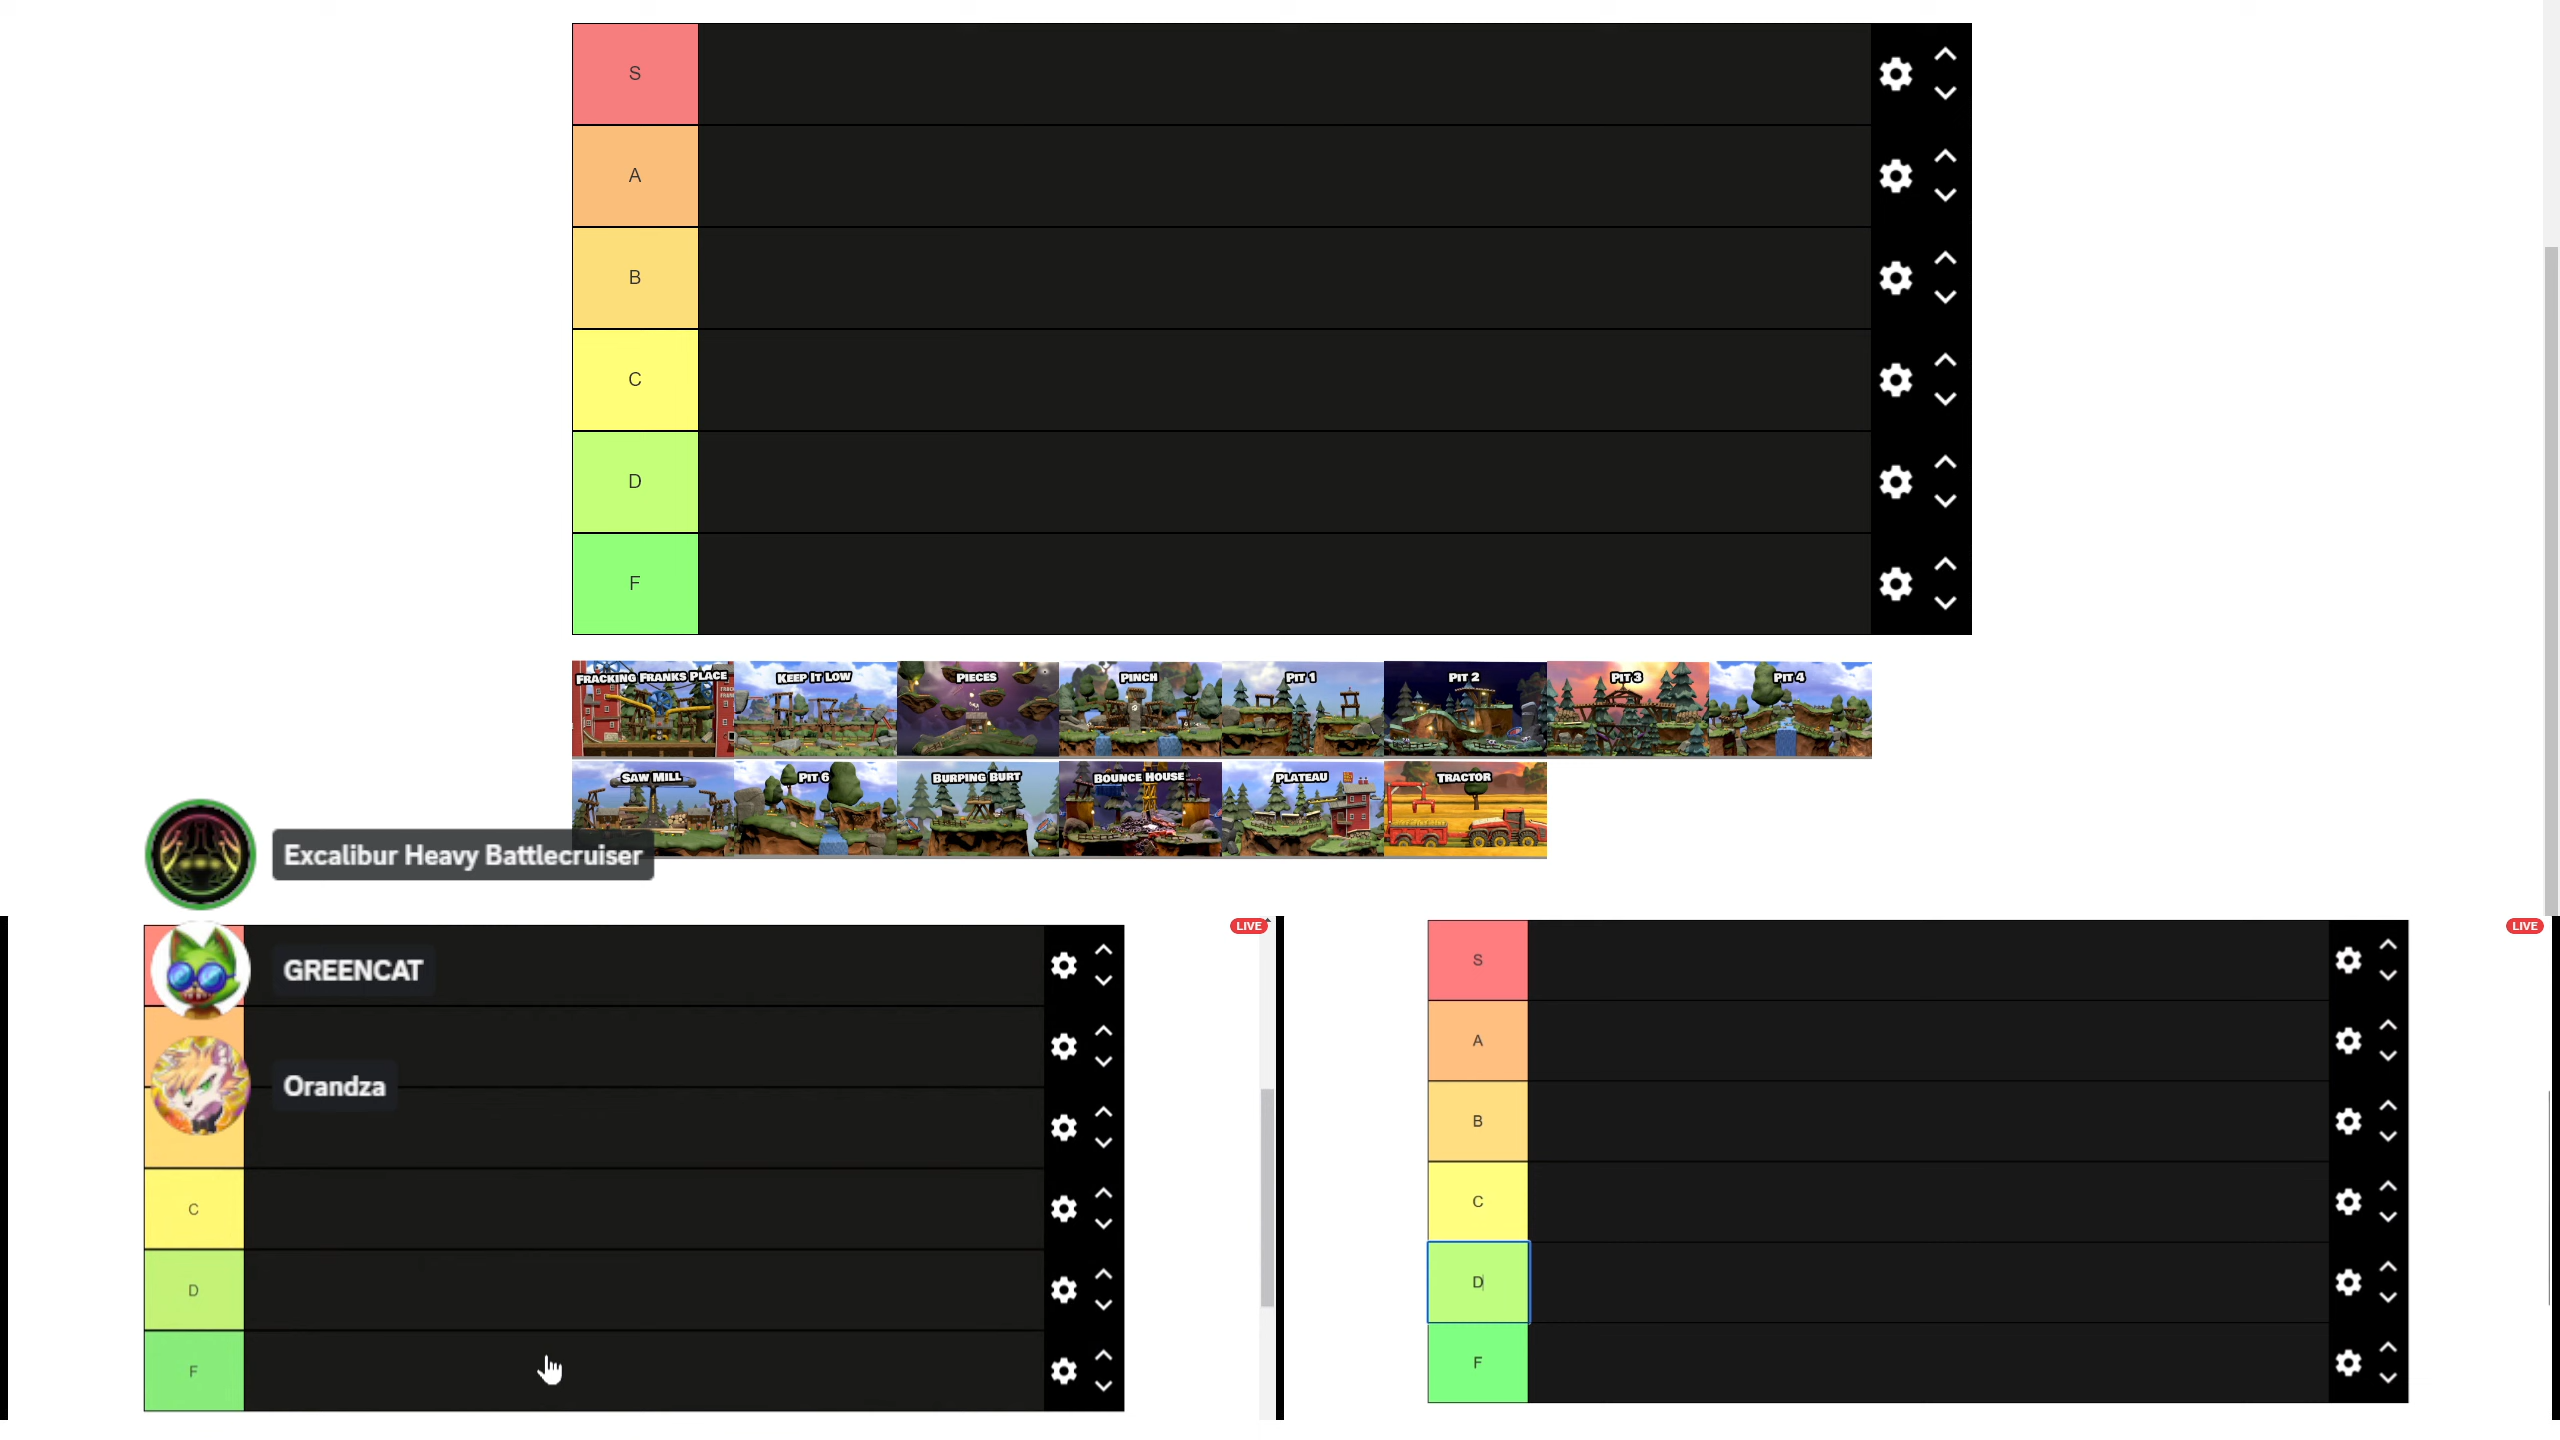 S
A
B
C
D
F
FRACKING FRANKS PLACE
KEEP IT LOW
PIECES
PINCH
PIT 1
PIT 2
PIT 3
PIT 4
SAW MILL
PIT 6
BURPING BURT
BOUNCE HOUSE
PLATEAU
TRACTOR
Excalibur Heavy Battlecruiser
LIVE
GREENCAT
Orandza
C
D
F
LIVE
S
A
B
C
D
F